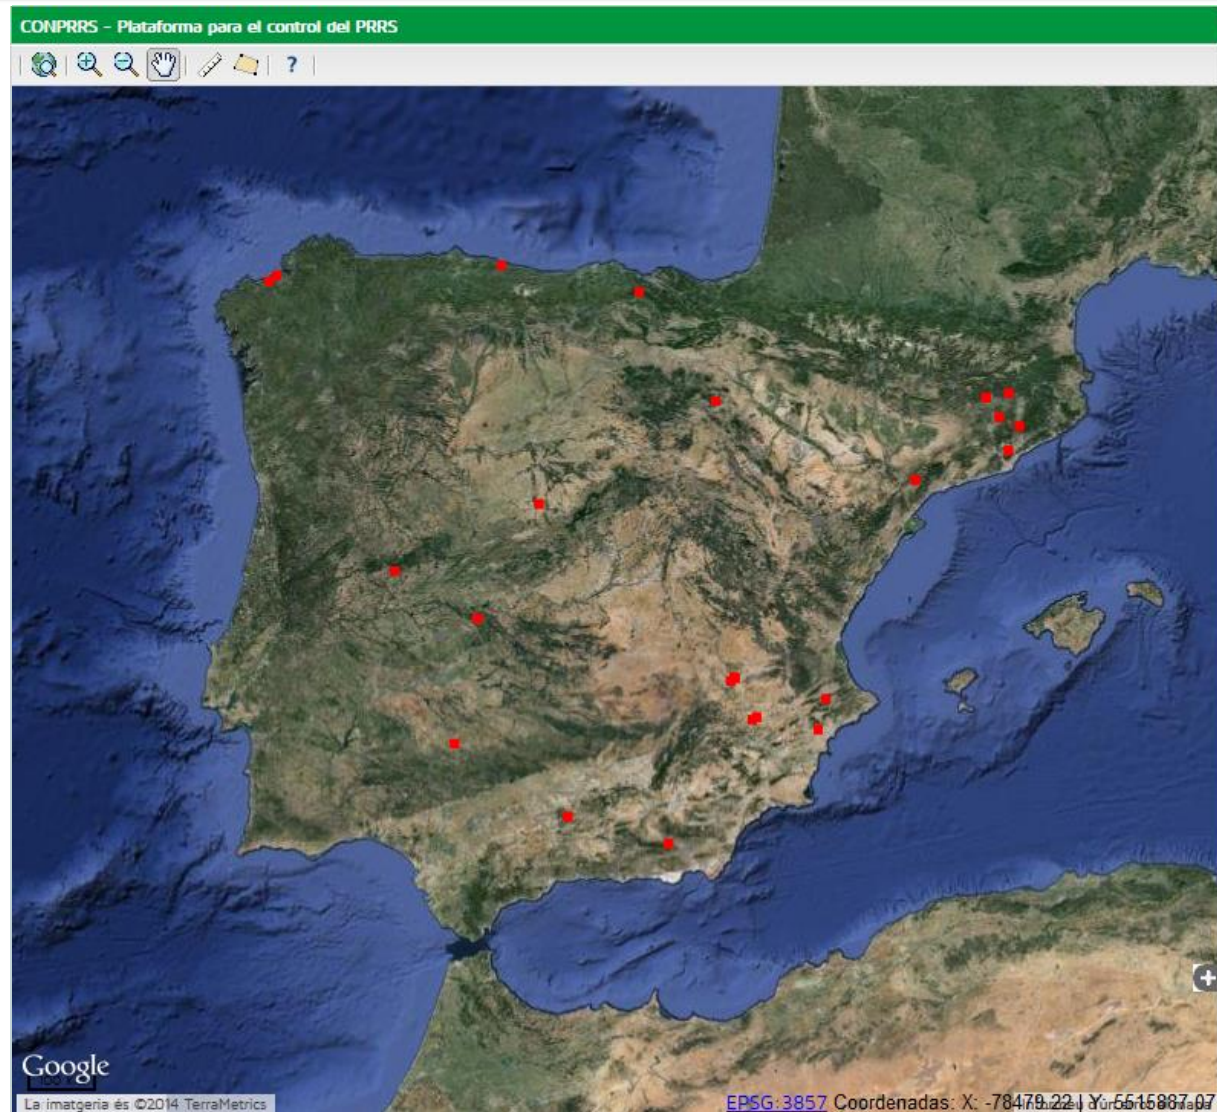 CONPRRS - Plataforma para el control del PRRS
?
Google
100
La imatgeria és ©2014 TerraMetrics
EPSG:3857 Coordenadas: X: -78479.22 | Y: 5515887.07